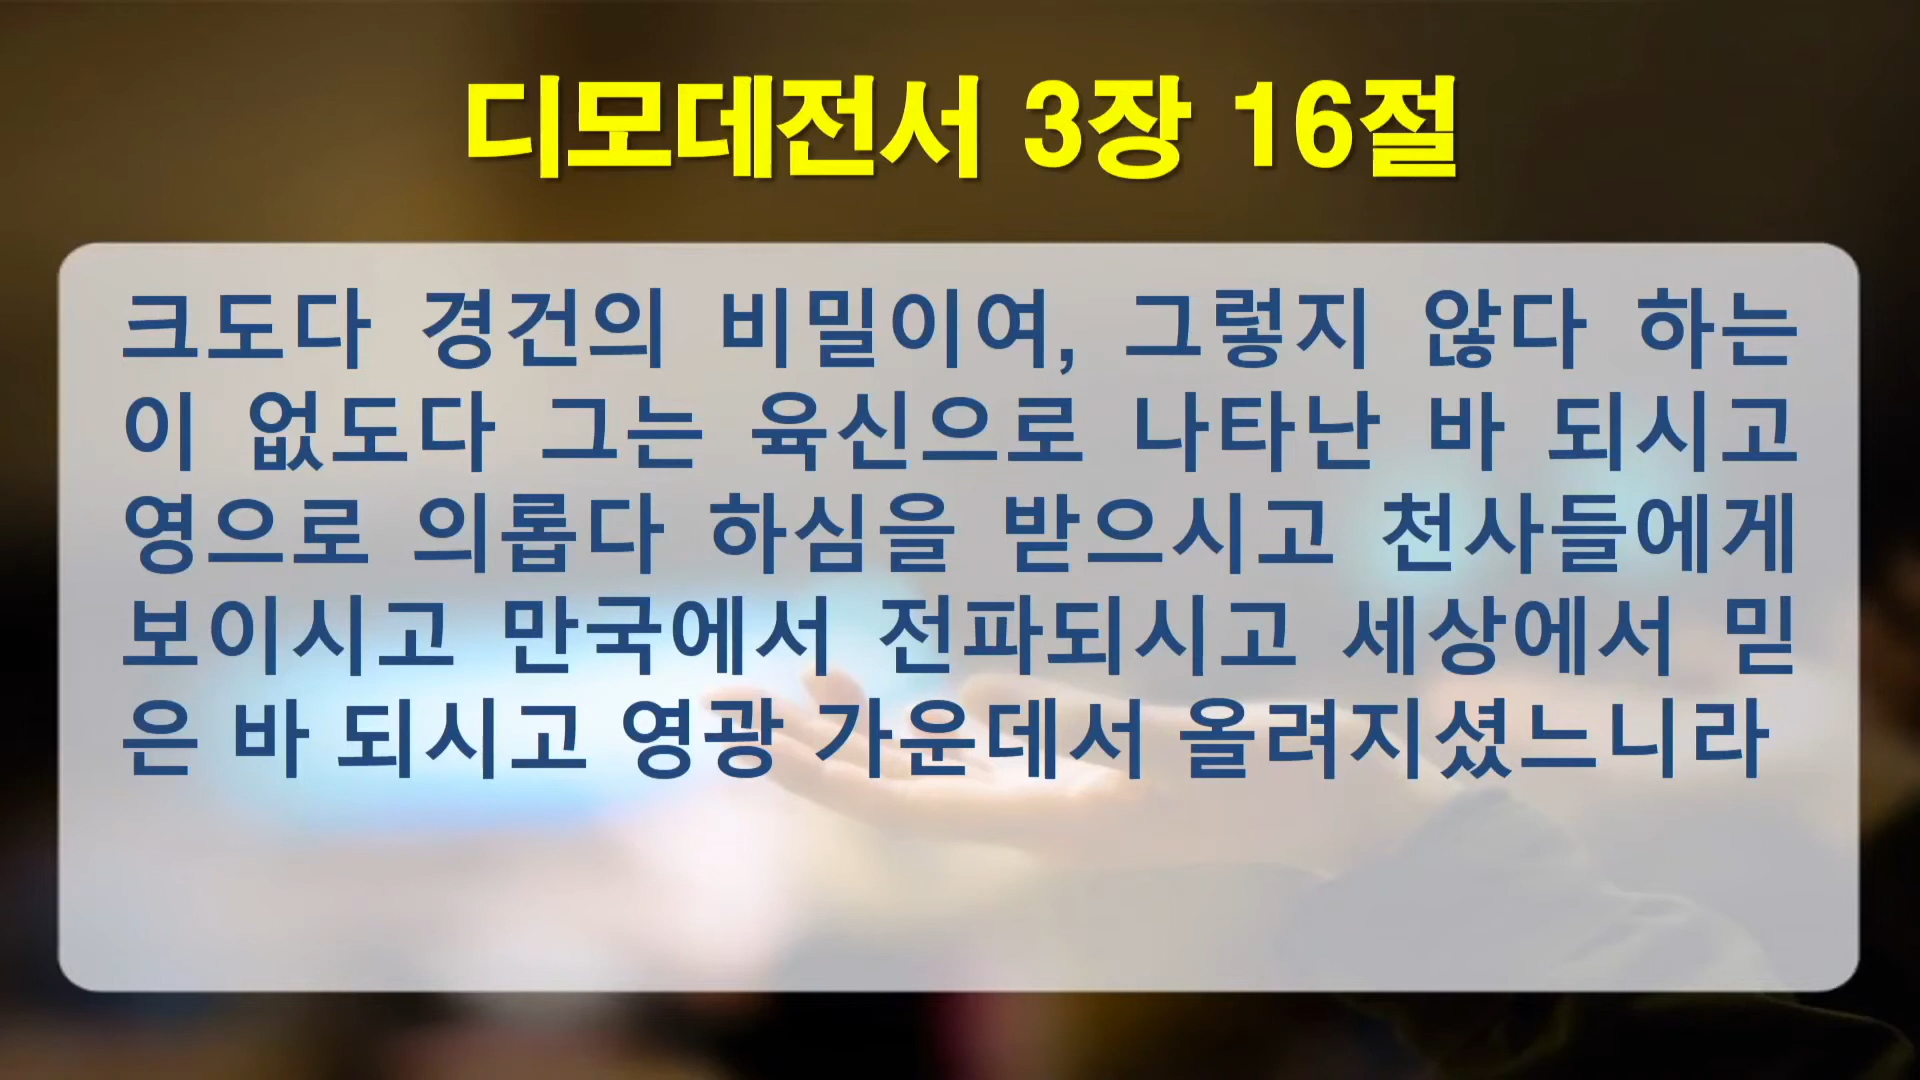 디모데전서 3장 16절
크도다 경건의 비밀이여, 그렇지 않다 하는
이 없도다 그는 육신으로 나타난 바 되시고
영으로 의롭다 하심을 받으시고 천사들에게
보이시고 만국에서 전파되시고 세상에서 믿
은 바 되시고 영광 가운데서 올려지셨느니라